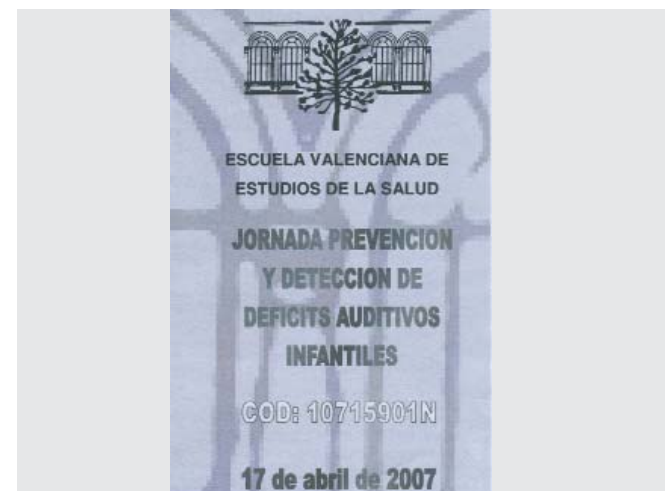 ESCUELA VALENCIANA DE
ESTUDIOS DE LA SALUD
JORNADA PREVENCION
Y DETECCION DE
DEFICITS AUDITIVOS
INFANTILES
COD: 10715901N
17 de abril de 2007